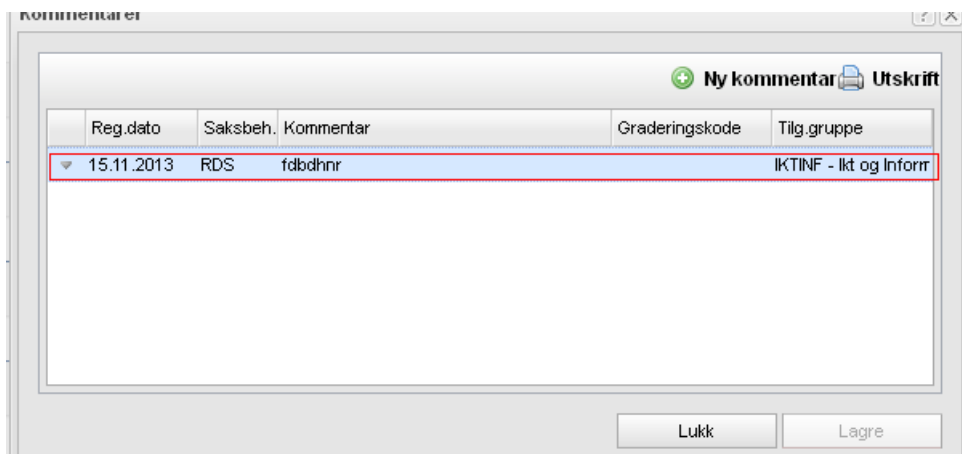 Kommentarer
Ny kommentar Utskrift
Reg.dato Saksbeh. Kommentar Graderingskode Tilg.gruppe
15.11.2013 RDS fdbdhnr IKTINF - Ikt og Inforr
Lukk Lagre